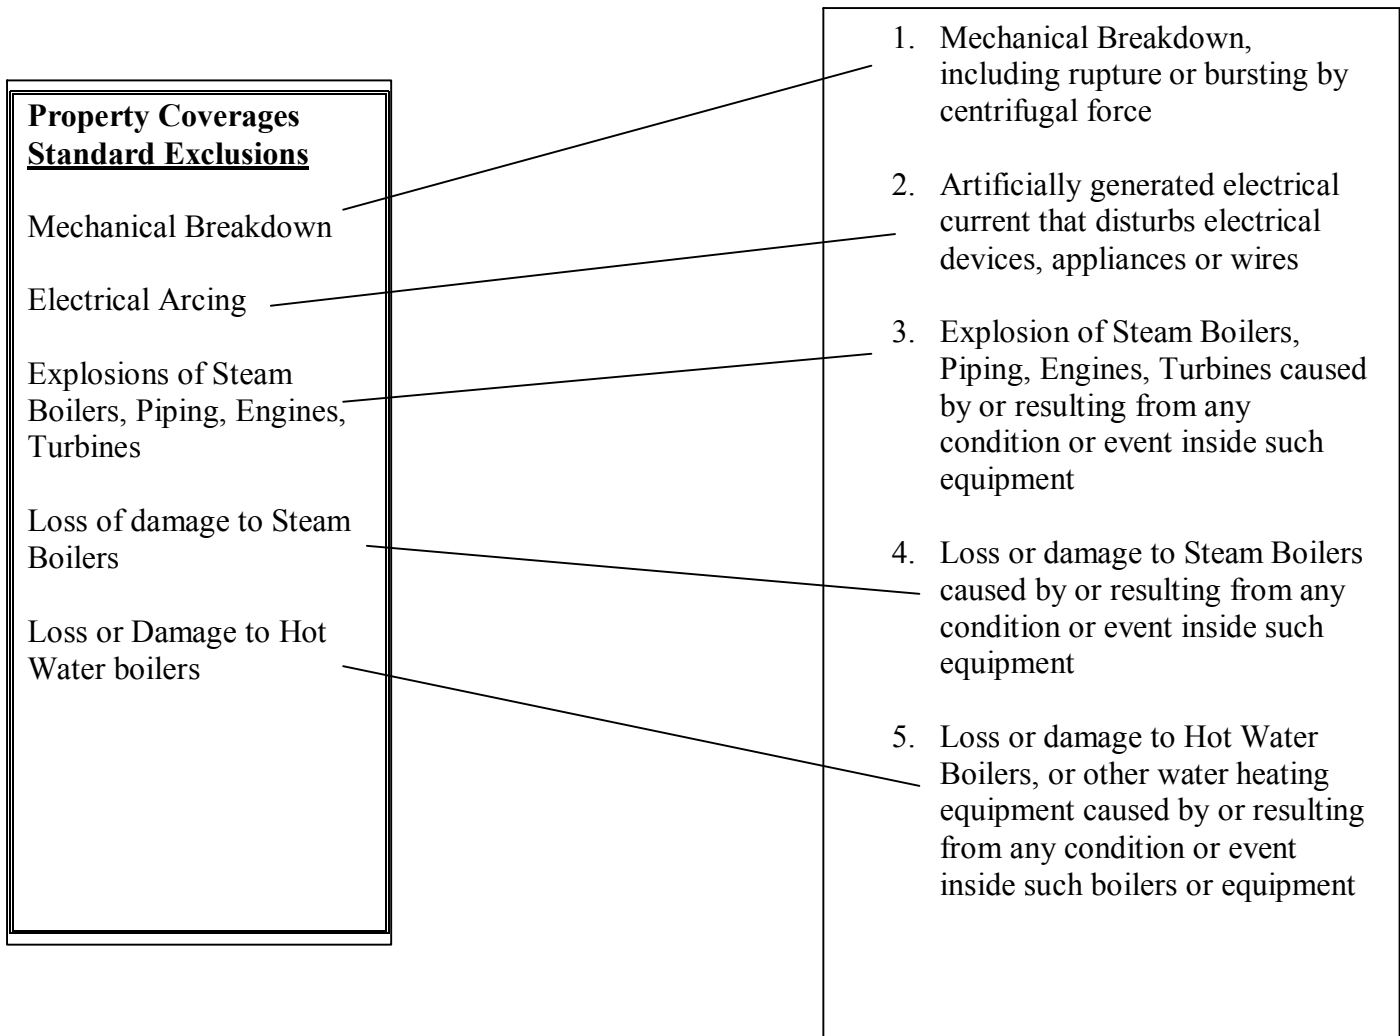 Property Coverages
Standard Exclusions
Mechanical Breakdown
Electrical Arcing
Explosions of Steam
Boilers, Piping, Engines,
Turbines
Loss of damage to Steam
Boilers
Loss or Damage to Hot
Water boilers
1. Mechanical Breakdown,
including rupture or bursting by
centrifugal force
2. Artificially generated electrical
current that disturbs electrical
devices, appliances or wires
3. Explosion of Steam Boilers,
Piping, Engines, Turbines caused
by or resulting from any
condition or event inside such
equipment
4. Loss or damage to Steam Boilers
caused by or resulting from any
condition or event inside such
equipment
5. Loss or damage to Hot Water
Boilers, or other water heating
equipment caused by or resulting
from any condition or event
inside such boilers or equipment